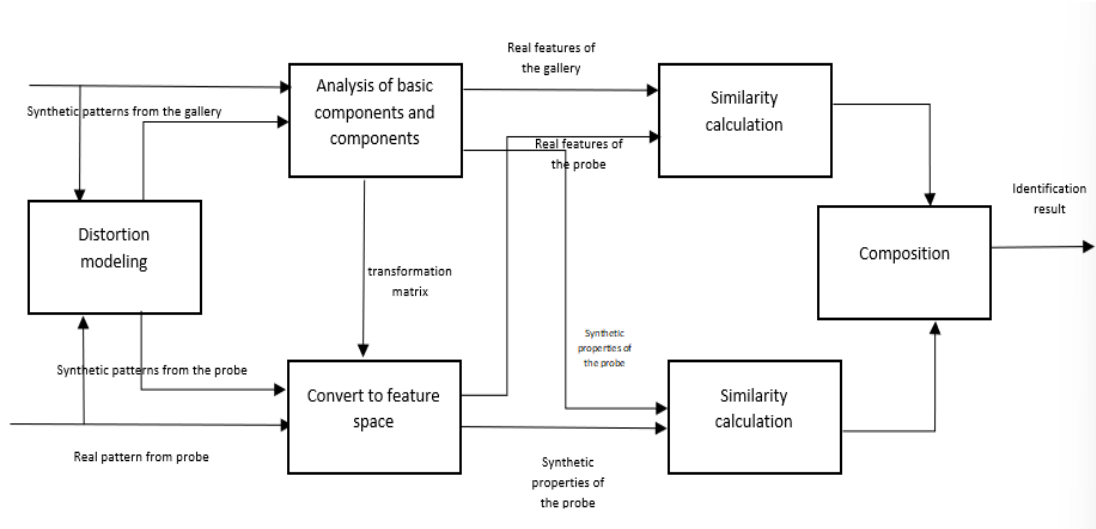 Real features of
the gallery
Analysis of basic
components and
components
Similarity
calculation
Synthetic patterns from the gallery
Real features of
the probe
Identification
result
Distortion
modeling
Composition
transformation
matrix
Synthetic
properties of
the probe
Synthetic patterns from the probe
Convert to feature
space
Similarity
calculation
Real pattern from probe
Synthetic
properties of
the probe